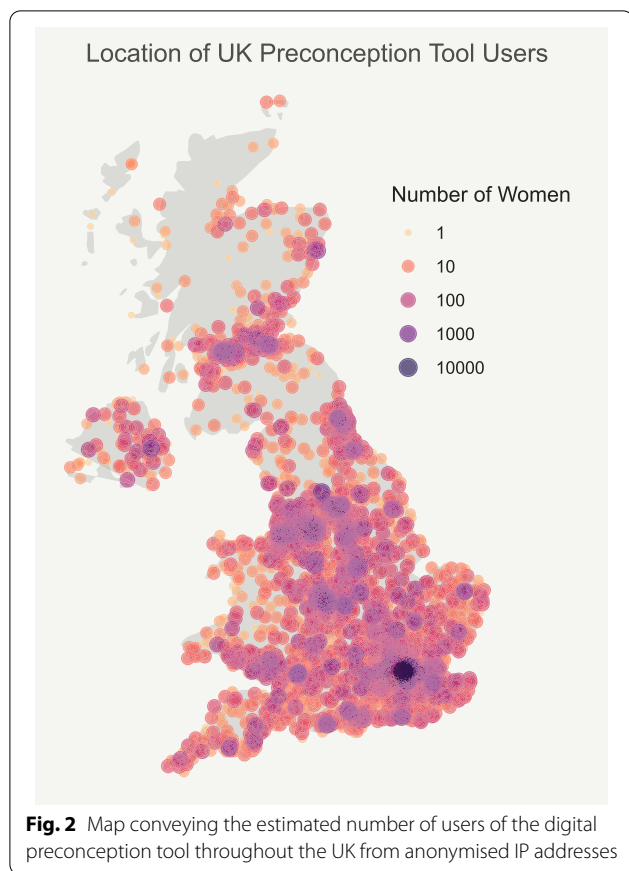 Location of UK Preconception Tool Users
Number of Women
1
10
100
1000
10000
Fig. 2 Map conveying the estimated number of users of the digital
preconception tool throughout the UK from anonymised IP addresses